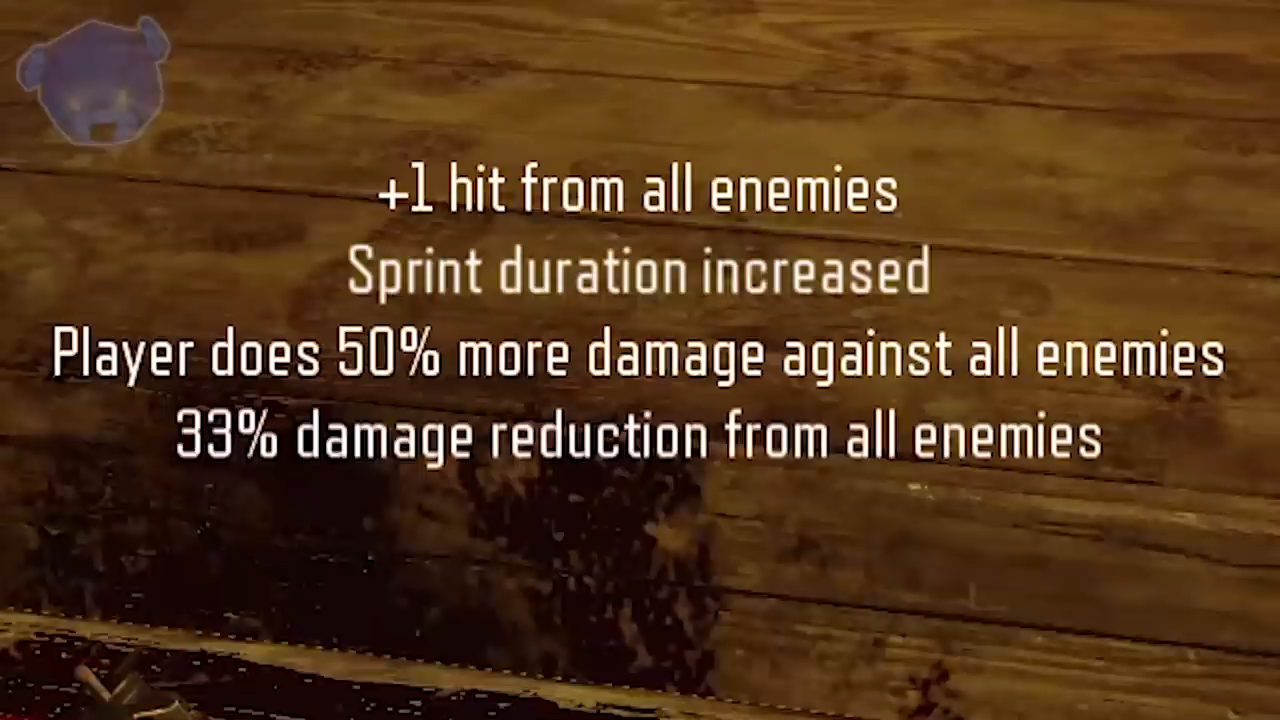 +1 hit from all enemies
Sprint duration increased
Player does 50% more damage against all enemies
33% damage reduction from all enemies